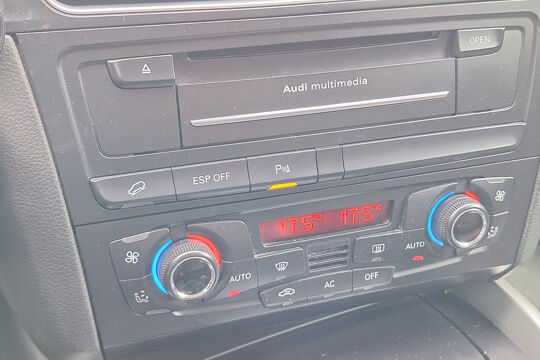 OPEN
Audi multimedia
ESP OFF
P
17.5° 17.5°
AUTO
AUTO
AC
OFF